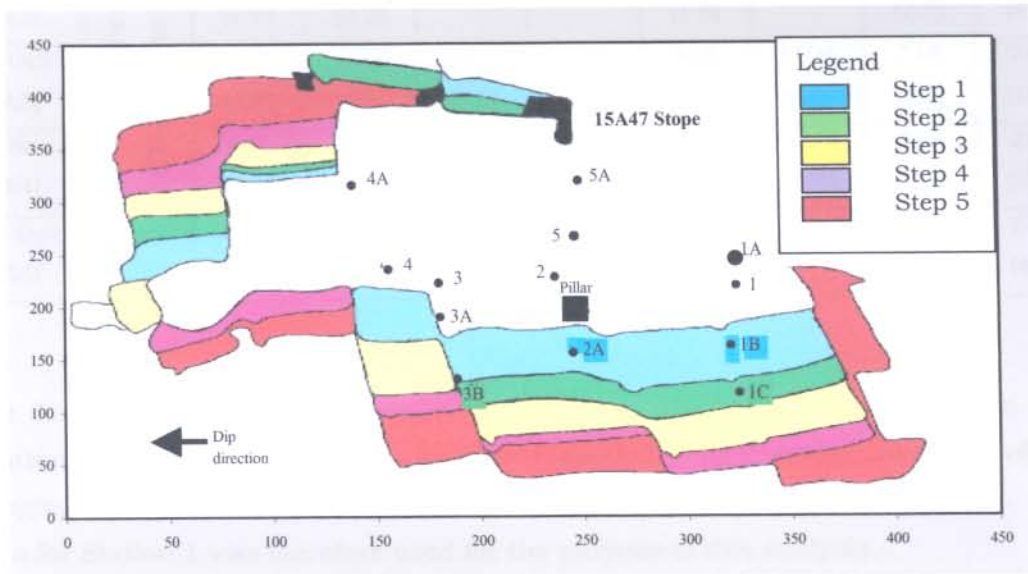 450
400
350
300
250
200
150
100
50
0
0 50 100 150 200 250 300 350 400 450
Legend
Step 1
Step 2
Step 3
Step 4
Step 5
15A47 Stope
4A
5A
5
1A
4
3
2
1
Pillar
3A
2A
1B
3B
1C
Dip
direction